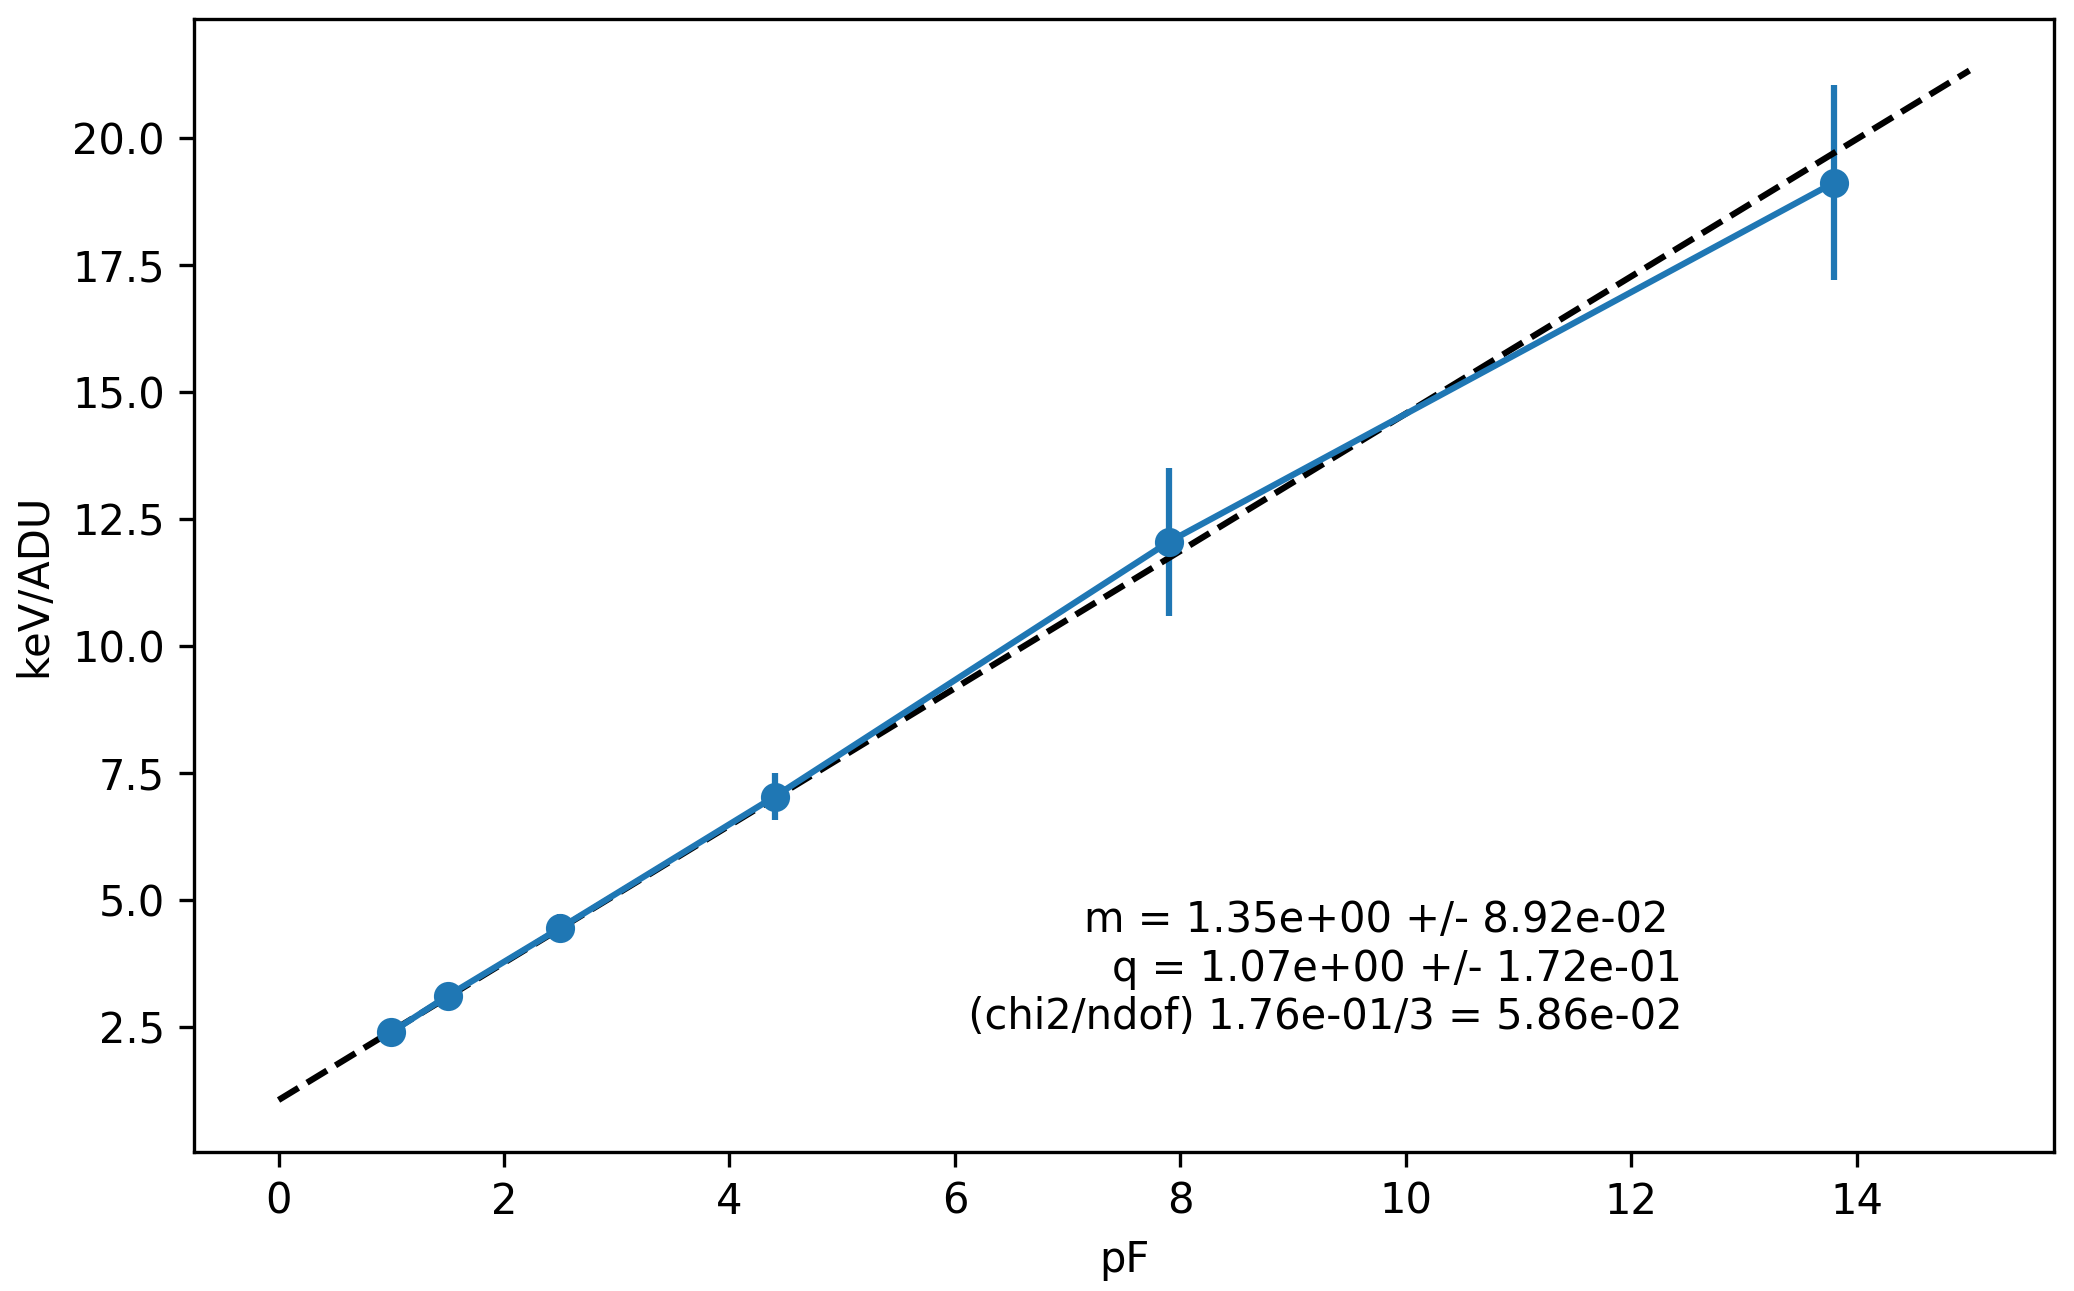 20.0
17.5
15.0
12.5
10.0
7.5
5.0
2.5
keV/ADU
m = 1.35e+00 +/- 8.92e-02
q = 1.07e+00 +/- 1.72e-01
(chi2/ndof) 1.76e-01/3 = 5.86e-02
0 2 4 6 8 10 12 14
pF